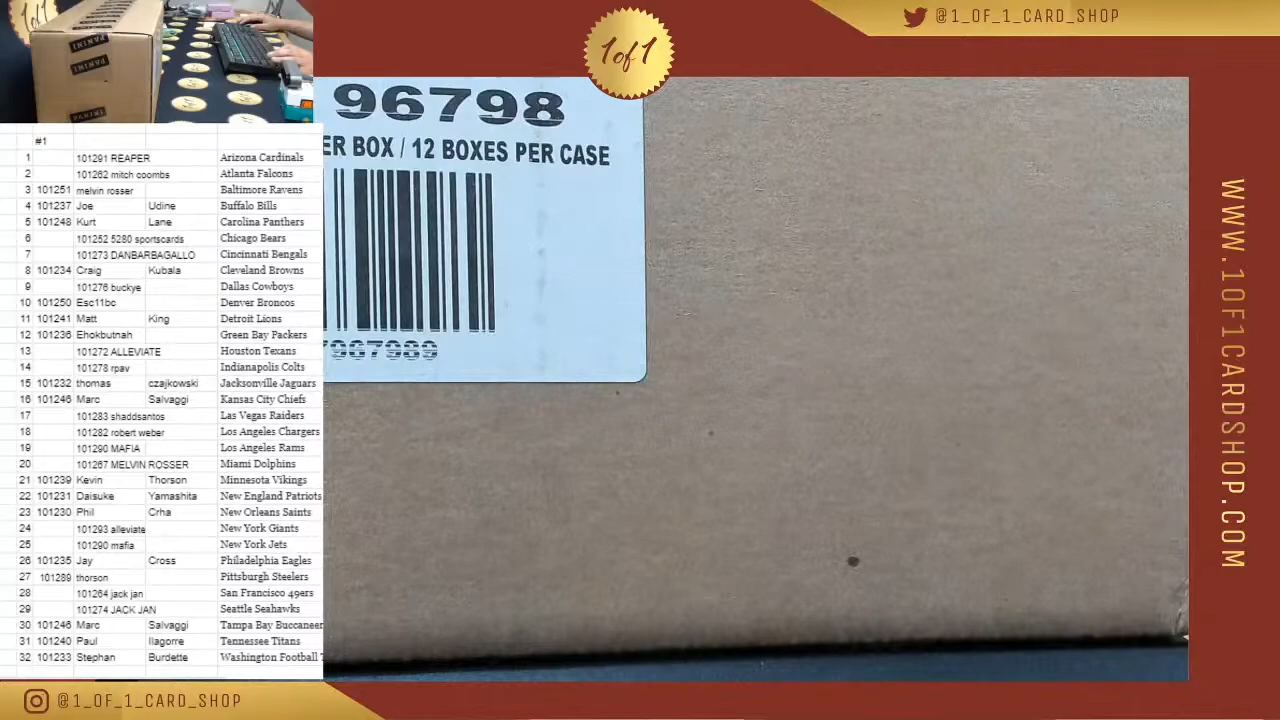 1of1
@1_OF_1_CARD_SHOP
PANINI
PANINI
PANINI
96798
ER BOX / 12 BOXES PER CASE
967989
#1
1 101291 REAPER Arizona Cardinals
2 101262 mitch coombs Atlanta Falcons
3 101251 melvin rosser Baltimore Ravens
4 101237 Joe Udine Buffalo Bills
5 101248 Kurt Lane Carolina Panthers
6 101252 5280 sportscards Chicago Bears
7 101273 DANBARBAGALLO Cincinnati Bengals
8 101234 Craig Kubala Cleveland Browns
9 101276 buckye Dallas Cowboys
10 101250 Esc11bc Denver Broncos
11 101241 Matt King Detroit Lions
12 101236 Ehokbutnah Green Bay Packers
13 101272 ALLEVIATE Houston Texans
14 101278 rpav Indianapolis Colts
15 101232 thomas czajkowski Jacksonville Jaguars
16 101246 Marc Salvaggi Kansas City Chiefs
17 101283 shaddsantos Las Vegas Raiders
18 101282 robert weber Los Angeles Chargers
19 101290 MAFIA Los Angeles Rams
20 101267 MELVIN ROSSER Miami Dolphins
21 101239 Kevin Thorson Minnesota Vikings
22 101231 Daisuke Yamashita New England Patriots
23 101230 Phil Crha New Orleans Saints
24 101293 alleviate New York Giants
25 101290 mafia New York Jets
26 101235 Jay Cross Philadelphia Eagles
27 101289 thorson Pittsburgh Steelers
28 101264 jack jan San Francisco 49ers
29 101274 JACK JAN Seattle Seahawks
30 101246 Marc Salvaggi Tampa Bay Buccaneer
31 101240 Paul Ilagorre Tennessee Titans
32 101233 Stephan Burdette Washington Football T
WWW.1OF1CARDSHOP.COM
@1_OF_1_CARD_SHOP